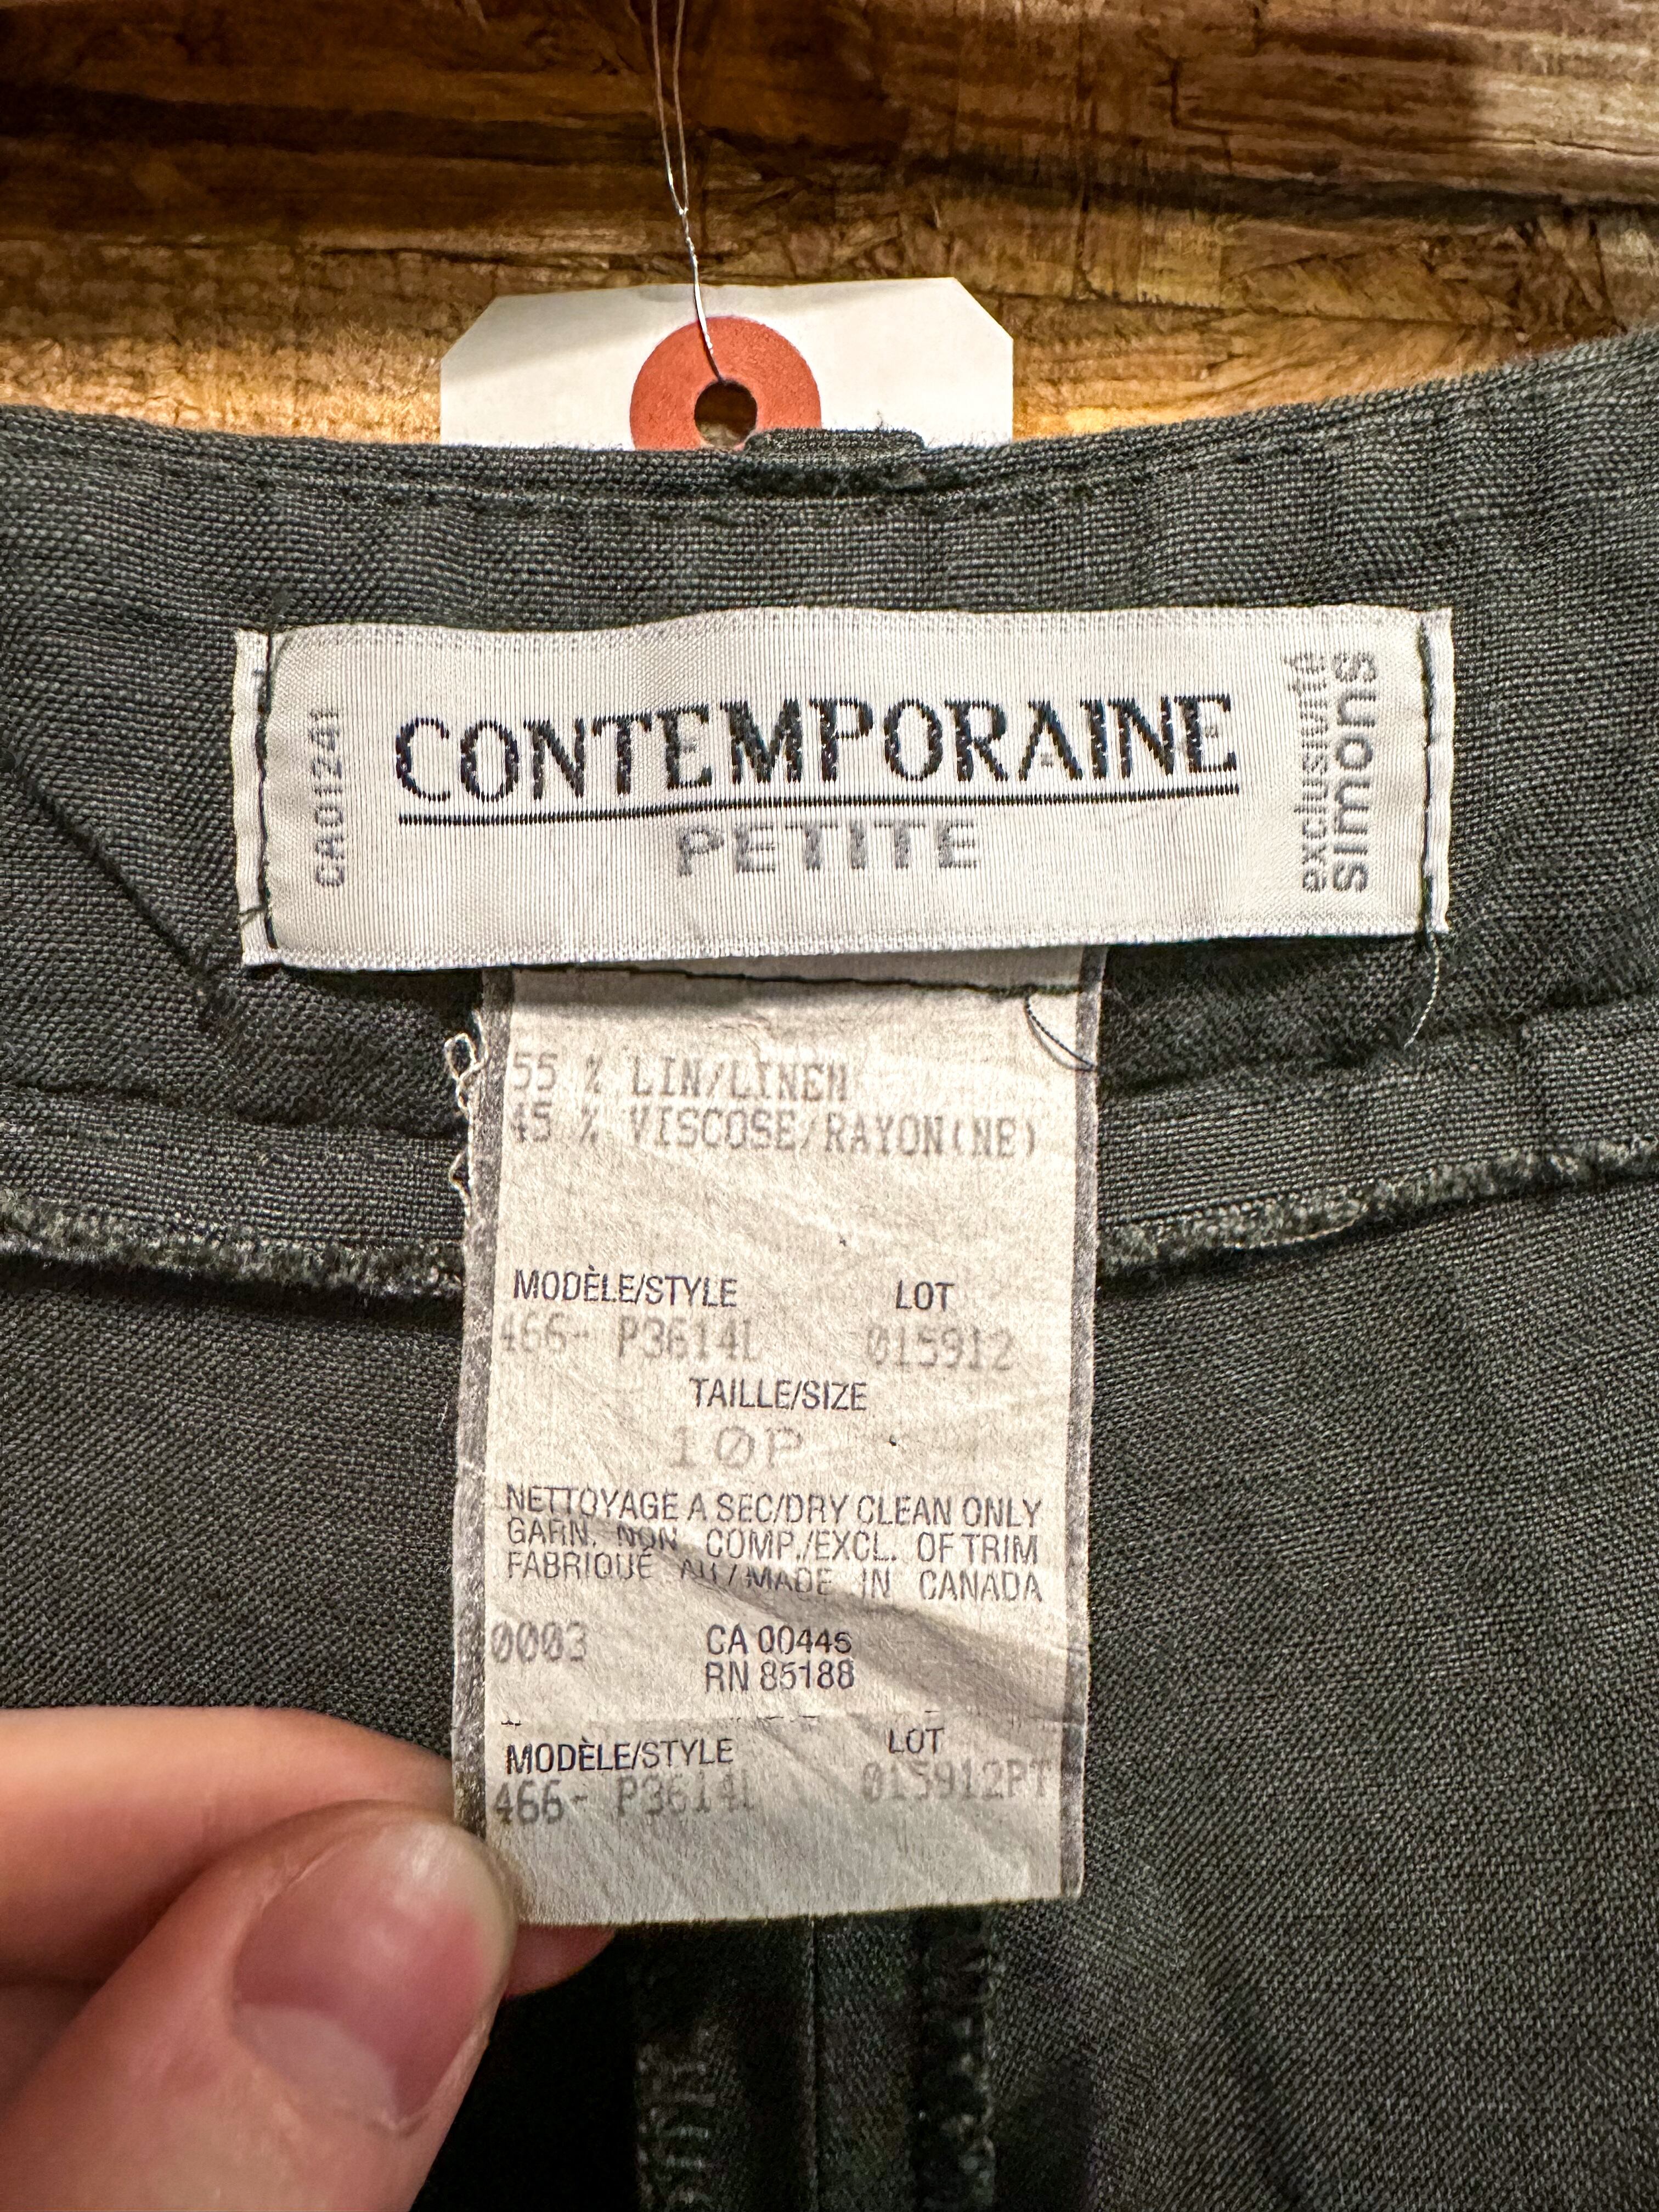 CONTEMPORAINE
PETITE
CA01241
exclusivité
simons
55 % LIN/LINEN
45 % VISCOSE/RAYON(NE)
MODÈLE/STYLE LOT
466- P3614L 015912
TAILLE/SIZE
10P
NETTOYAGE A SEC/DRY CLEAN ONLY
GARN. NON COMP./EXCL. OF TRIM
FABRIQUÉ AU/MADE IN CANADA
0003 CA 00445
RN 85188
MODÈLE/STYLE LOT
466- P3614L 015912PT